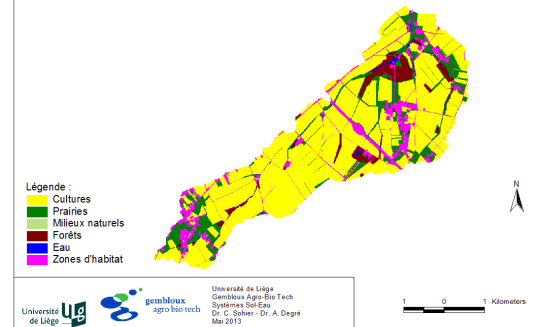 Légende :
Cultures
Prairies
Milieux naturels
Forêts
Eau
Zones d'habitat
N
Université
de Liège
gembloux
agro bio tech
Université de Liège
Gembloux Agro-Bio Tech
Systèmes Sol-Eau
Dr. C. Sohier - Dr. A. Degré
Mai 2013
1 0 1 Kilometers